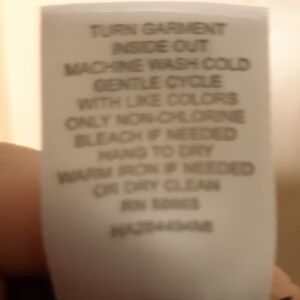 TURN GARMENT
INSIDE OUT
MACHINE WASH COLD
GENTLE CYCLE
WITH LIKE COLORS
ONLY NON-CHLORINE
BLEACH IF NEEDED
HANG TO DRY
WARM IRON IF NEEDED
OR DRY CLEAN
RN